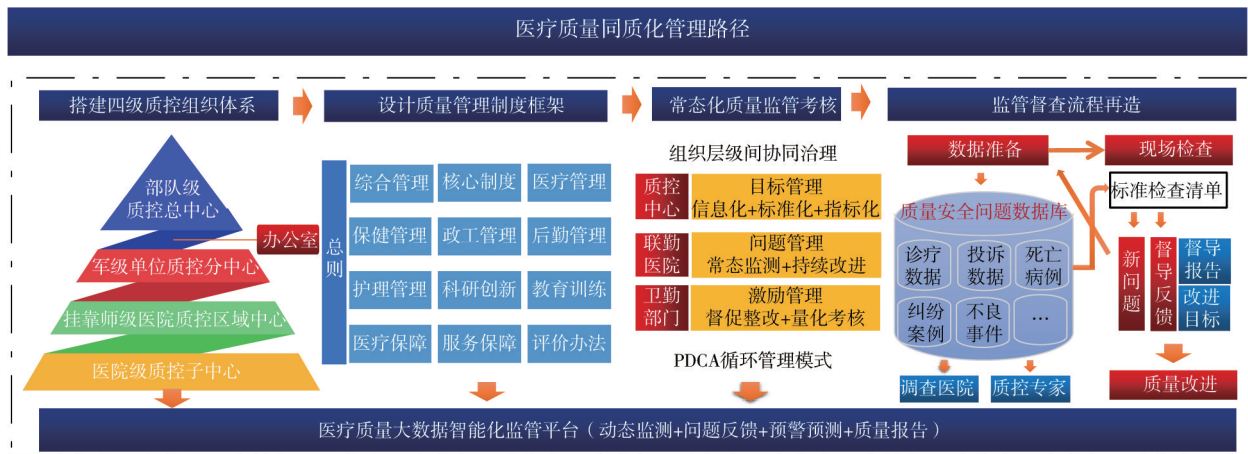 医疗质量同质化管理路径
搭建四级质控组织体系
设计质量管理制度框架
常态化质量监管考核
监管督查流程再造
部队级
质控总中心
办公室
军级单位质控分中心
挂靠师级医院质控区域中心
医院级质控子中心
总则
综合管理
核心制度
医疗管理
保健管理
政工管理
后勤管理
护理管理
科研创新
教育训练
医疗保障
服务保障
评价办法
组织层级间协同治理
质控
中心
目标管理
信息化+标准化+指标化
联勤
医院
问题管理
常态监测+持续改进
卫勤
部门
激励管理
督促整改+量化考核
PDCA循环管理模式
数据准备
现场检查
质量安全问题数据库
标准检查清单
诊疗
数据
投诉
数据
死亡
病例
纠纷
案例
不良
事件
…
新问题
督导反馈
督导
报告
改进
目标
调查医院
质控专家
质量改进
医疗质量大数据智能化监管平台（动态监测+问题反馈+预警预测+质量报告）